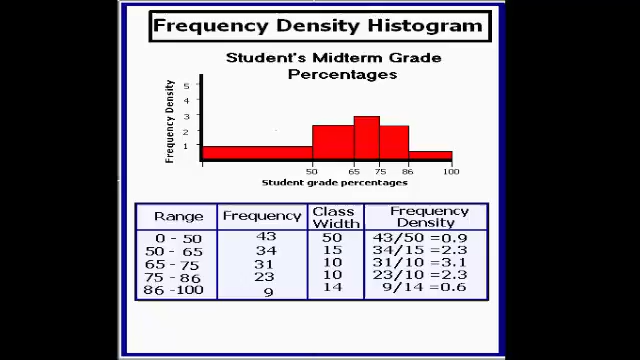 Frequency Density Histogram
Student's Midterm Grade
Percentages
Frequency Density
5
4
3
2
1
50 65 75 86 100
Student grade percentages
Range Frequency Class Width Frequency Density
0 - 50 43 50 43/50 =0.9
50 - 65 34 15 34/15 =2.3
65 - 75 31 10 31/10 =3.1
75 - 86 23 10 23/10 =2.3
86 -100 9 14 9/14 =0.6